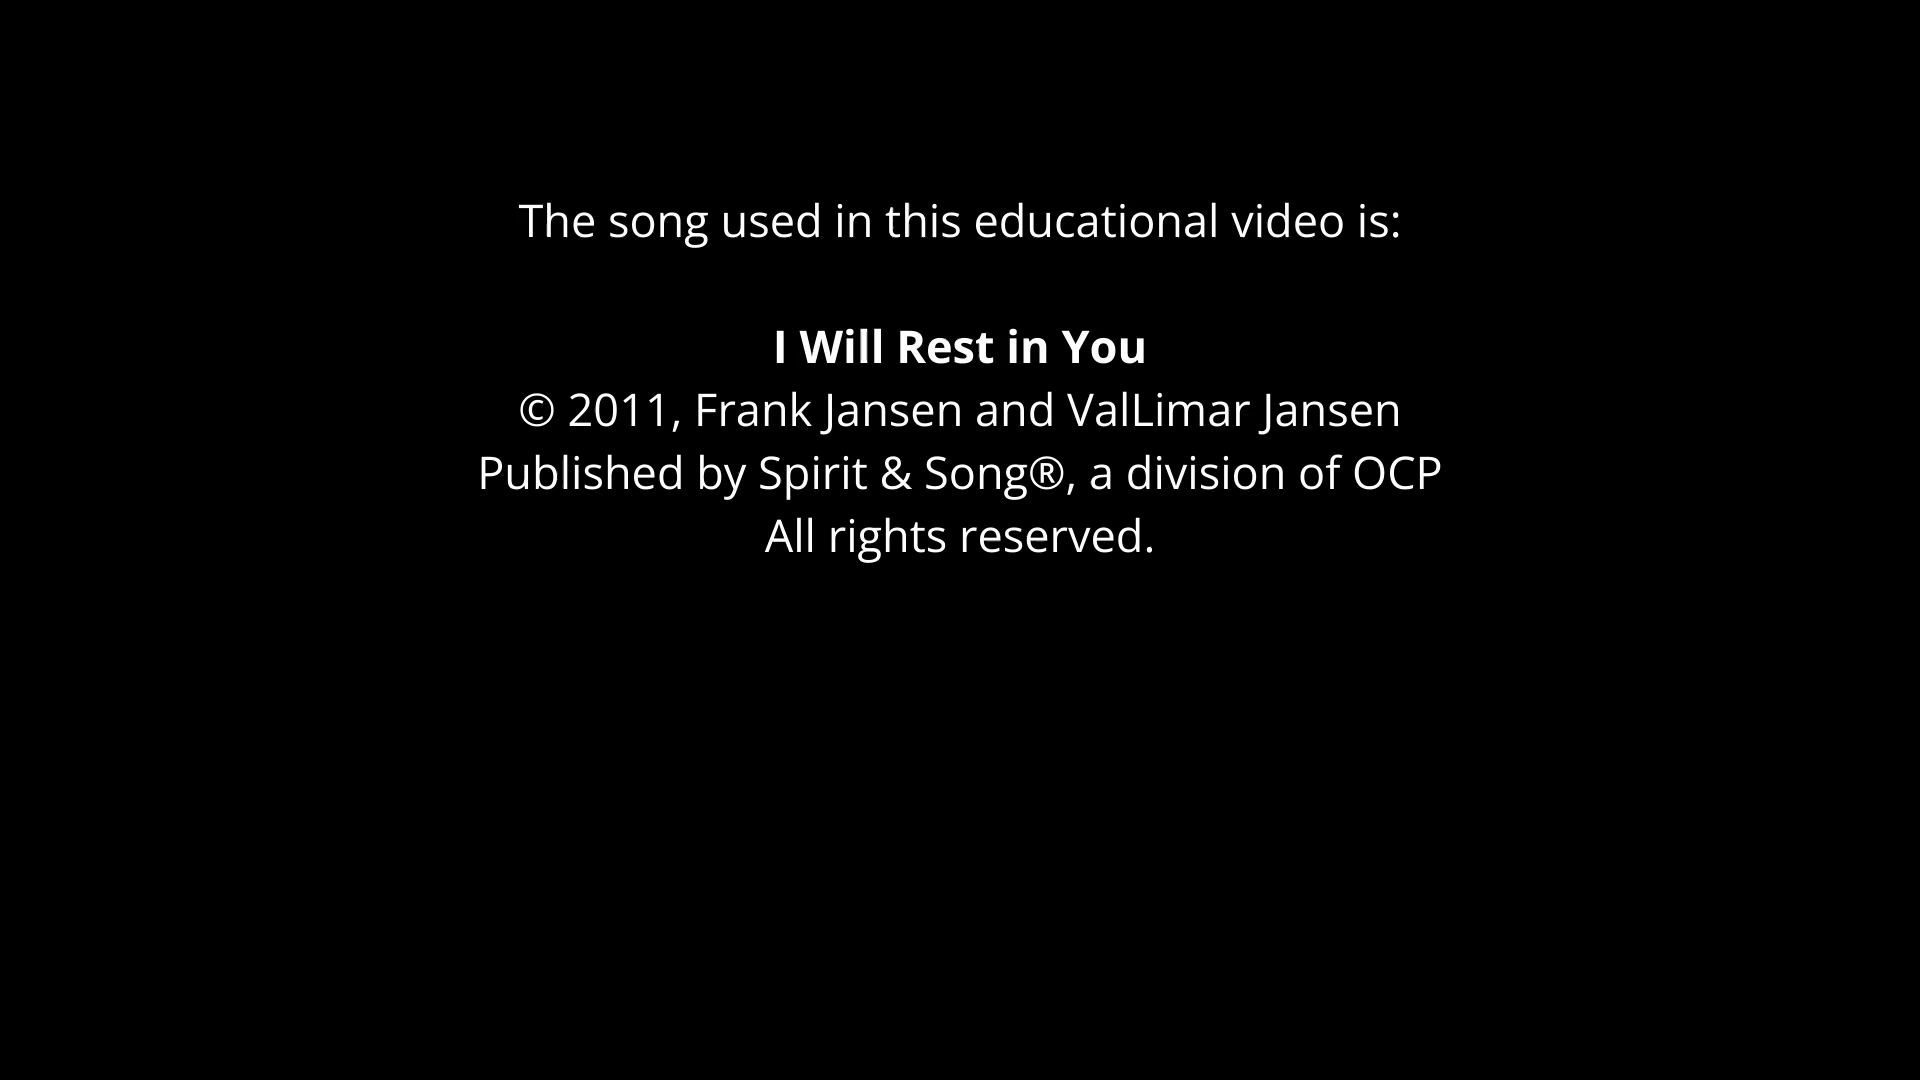 The song used in this educational video is:
I Will Rest in You
© 2011, Frank Jansen and ValLimar Jansen
Published by Spirit & Song®, a division of OCP
All rights reserved.